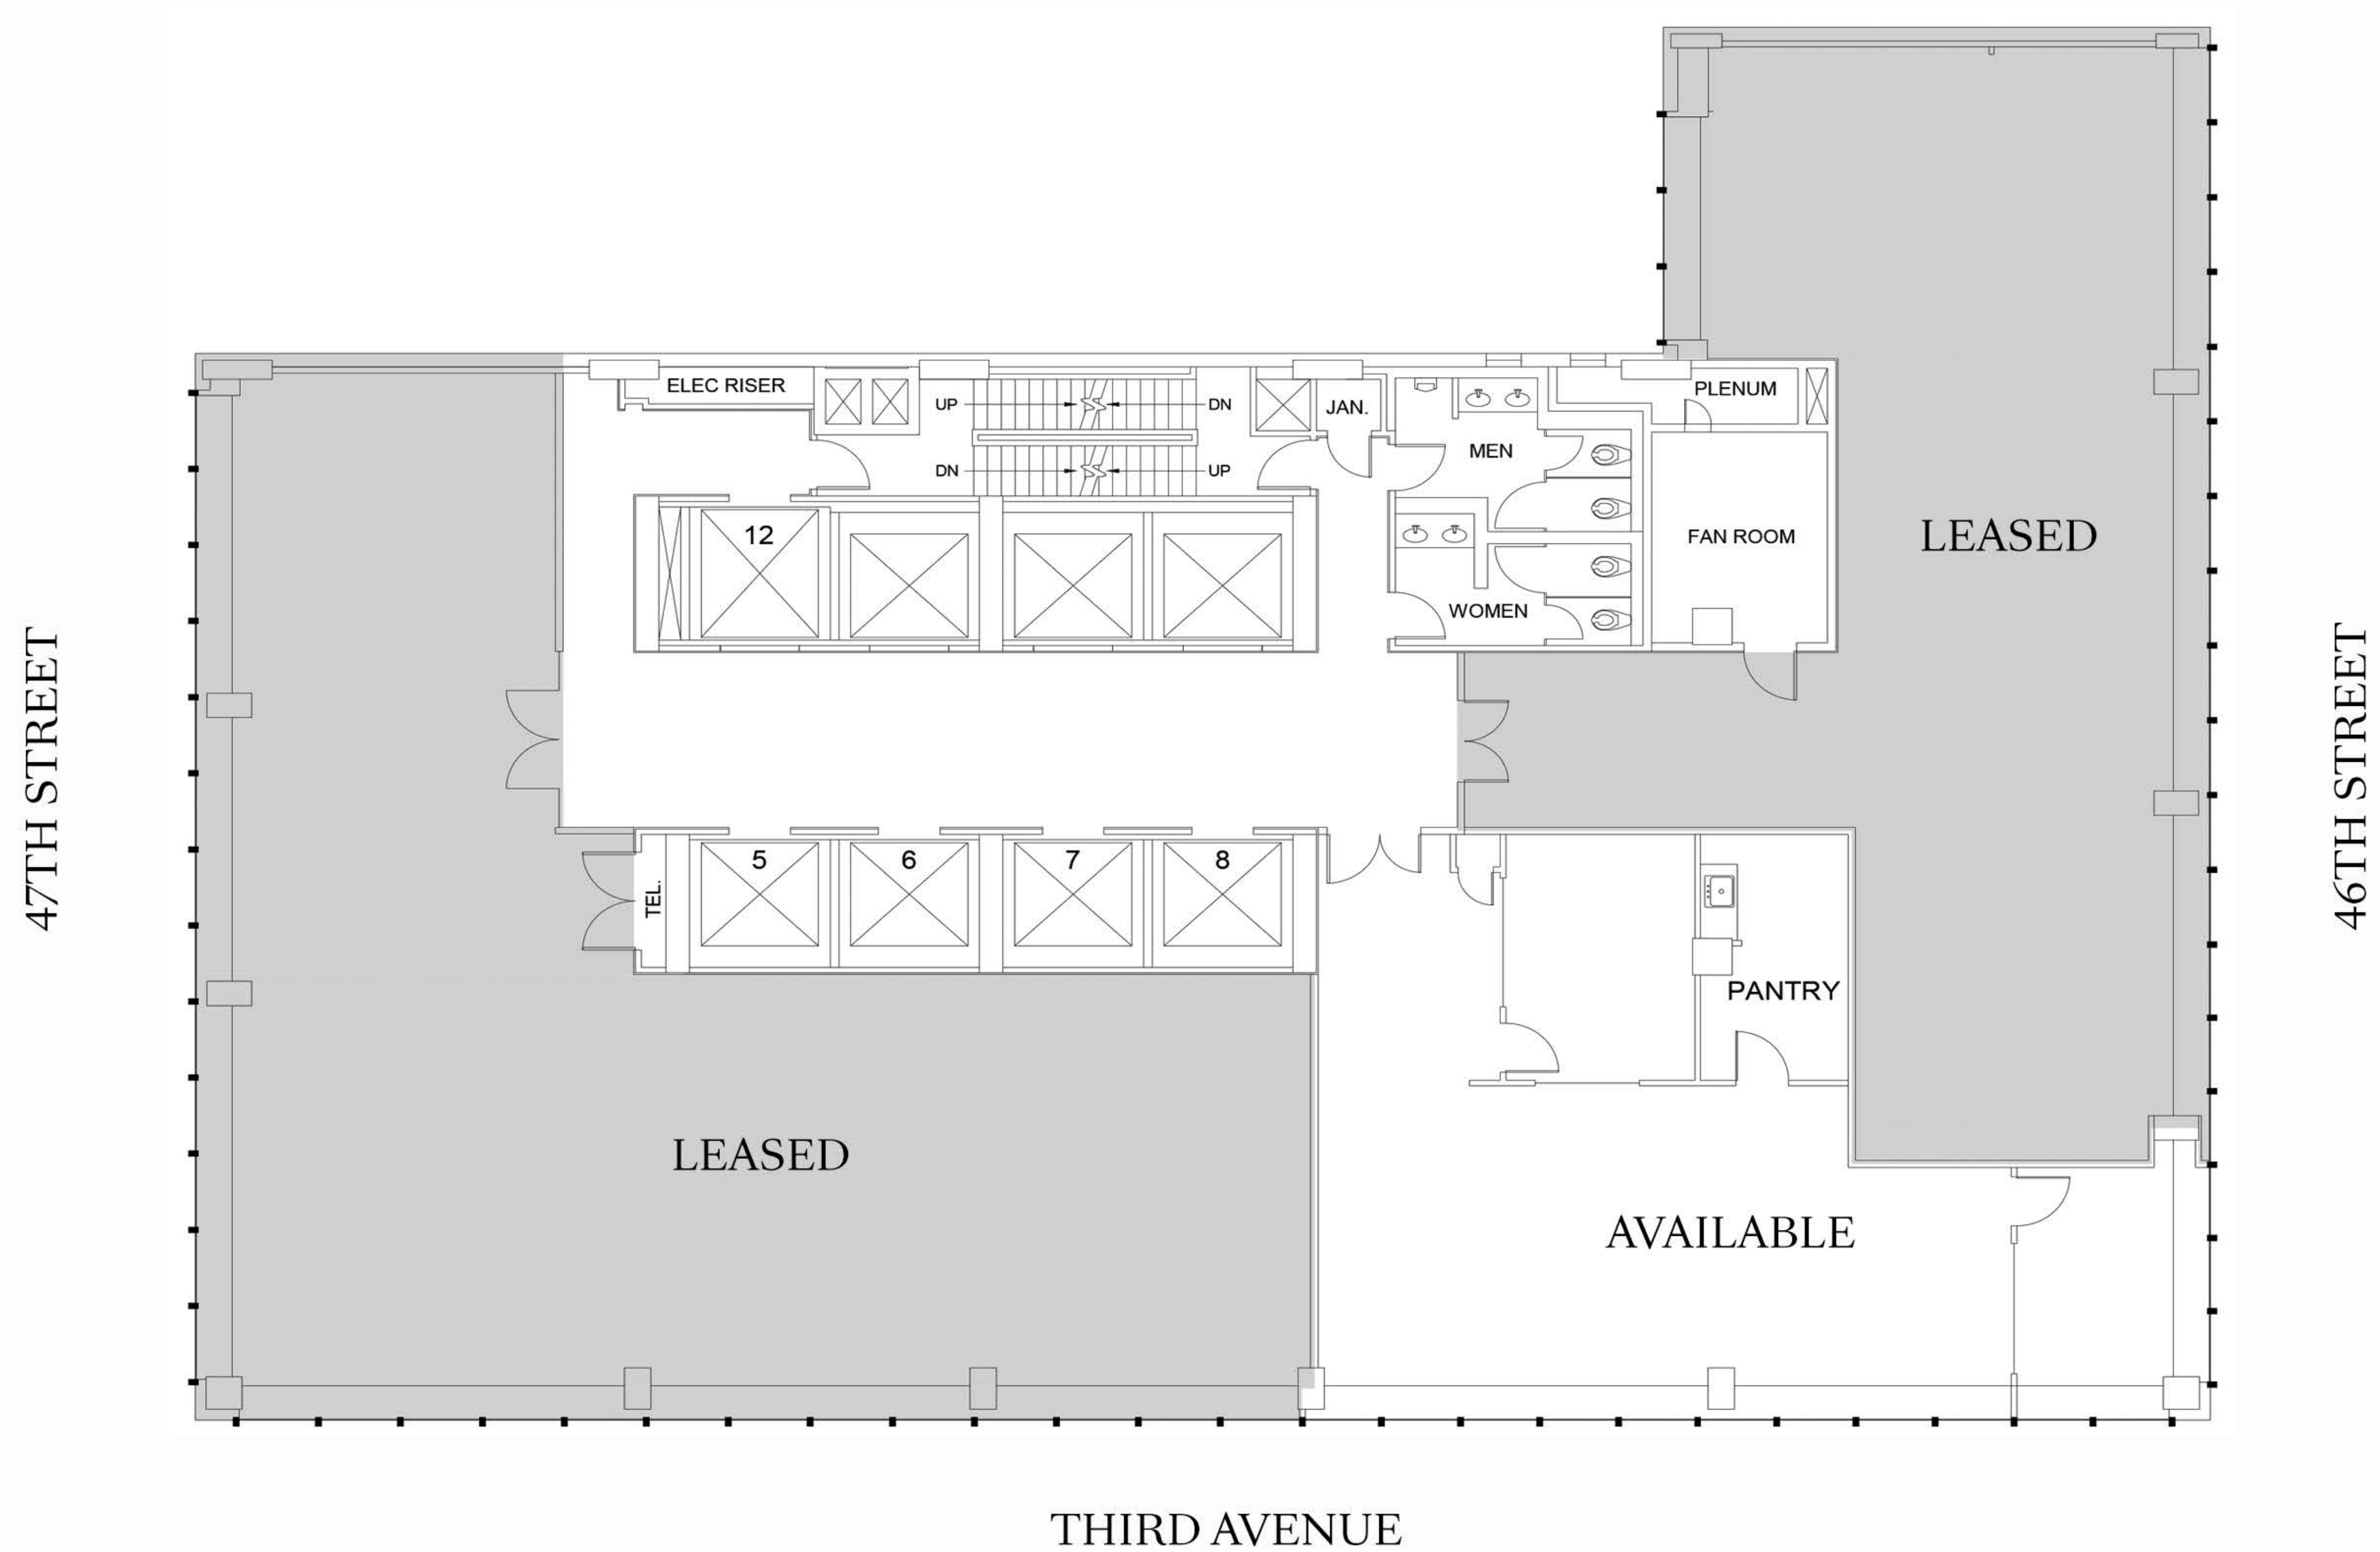 ELEC RISER
UP
DN
JAN.
PLENUM
DN
UP
MEN
12
FAN ROOM
LEASED
WOMEN
47TH STREET
46TH STREET
5
6
7
8
TEL.
PANTRY
LEASED
AVAILABLE
THIRD AVENUE